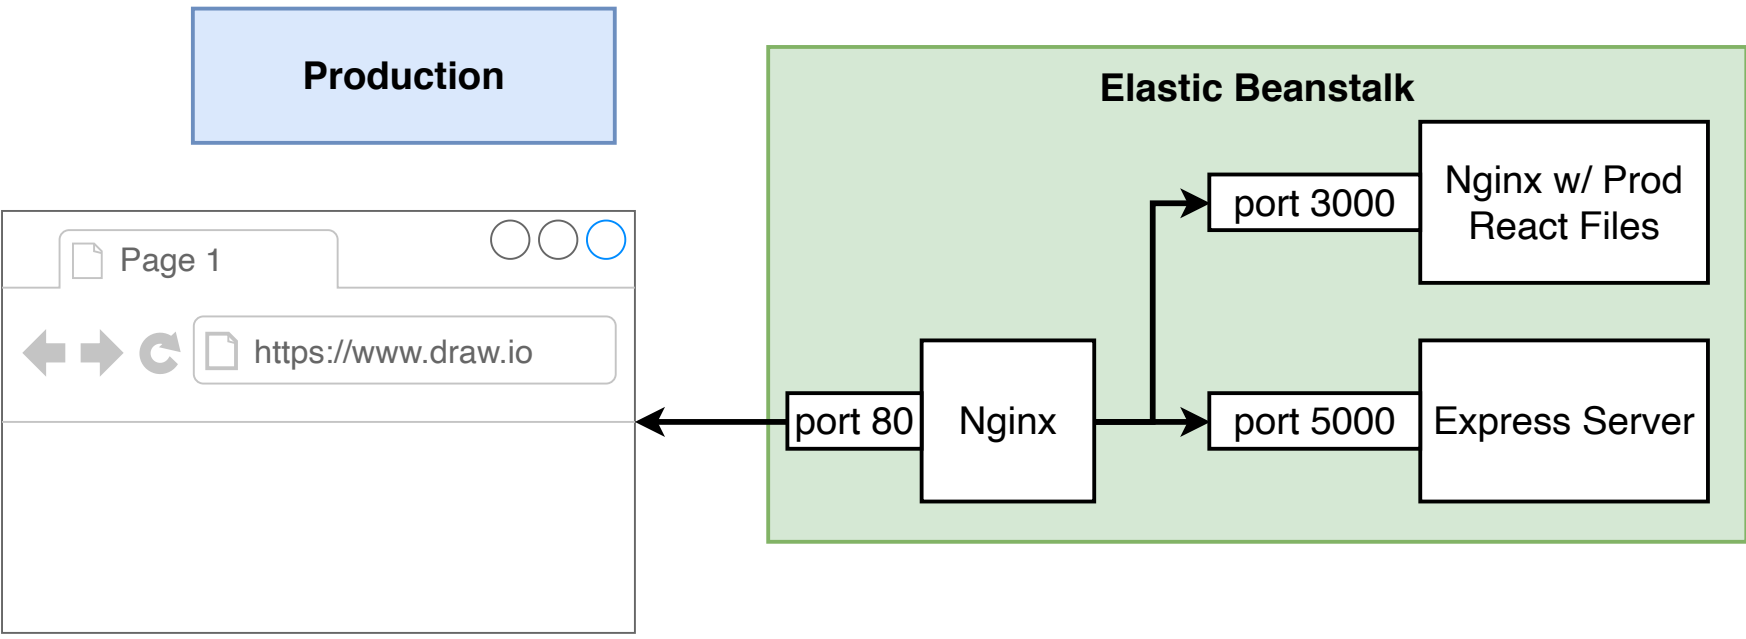 Production
Elastic Beanstalk
Nginx w/ Prod
React Files
port 3000
Page 1
https://www.draw.io
port 80
Nginx
port 5000
Express Server